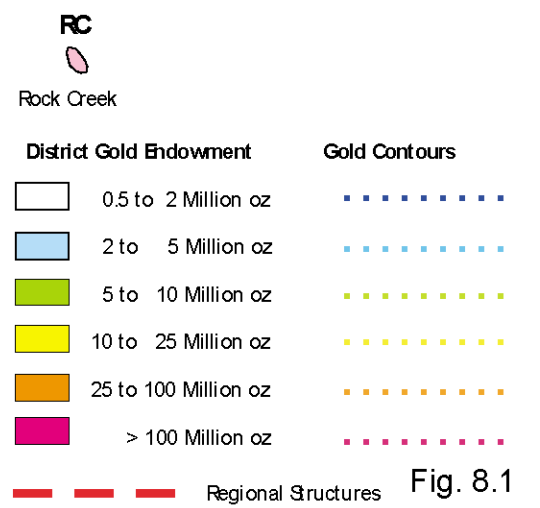 RC
Rock Creek
District Gold Endowment Gold Contours
0.5 to 2 Million oz
2 to 5 Million oz
5 to 10 Million oz
10 to 25 Million oz
25 to 100 Million oz
> 100 Million oz
Regional Structures Fig. 8.1